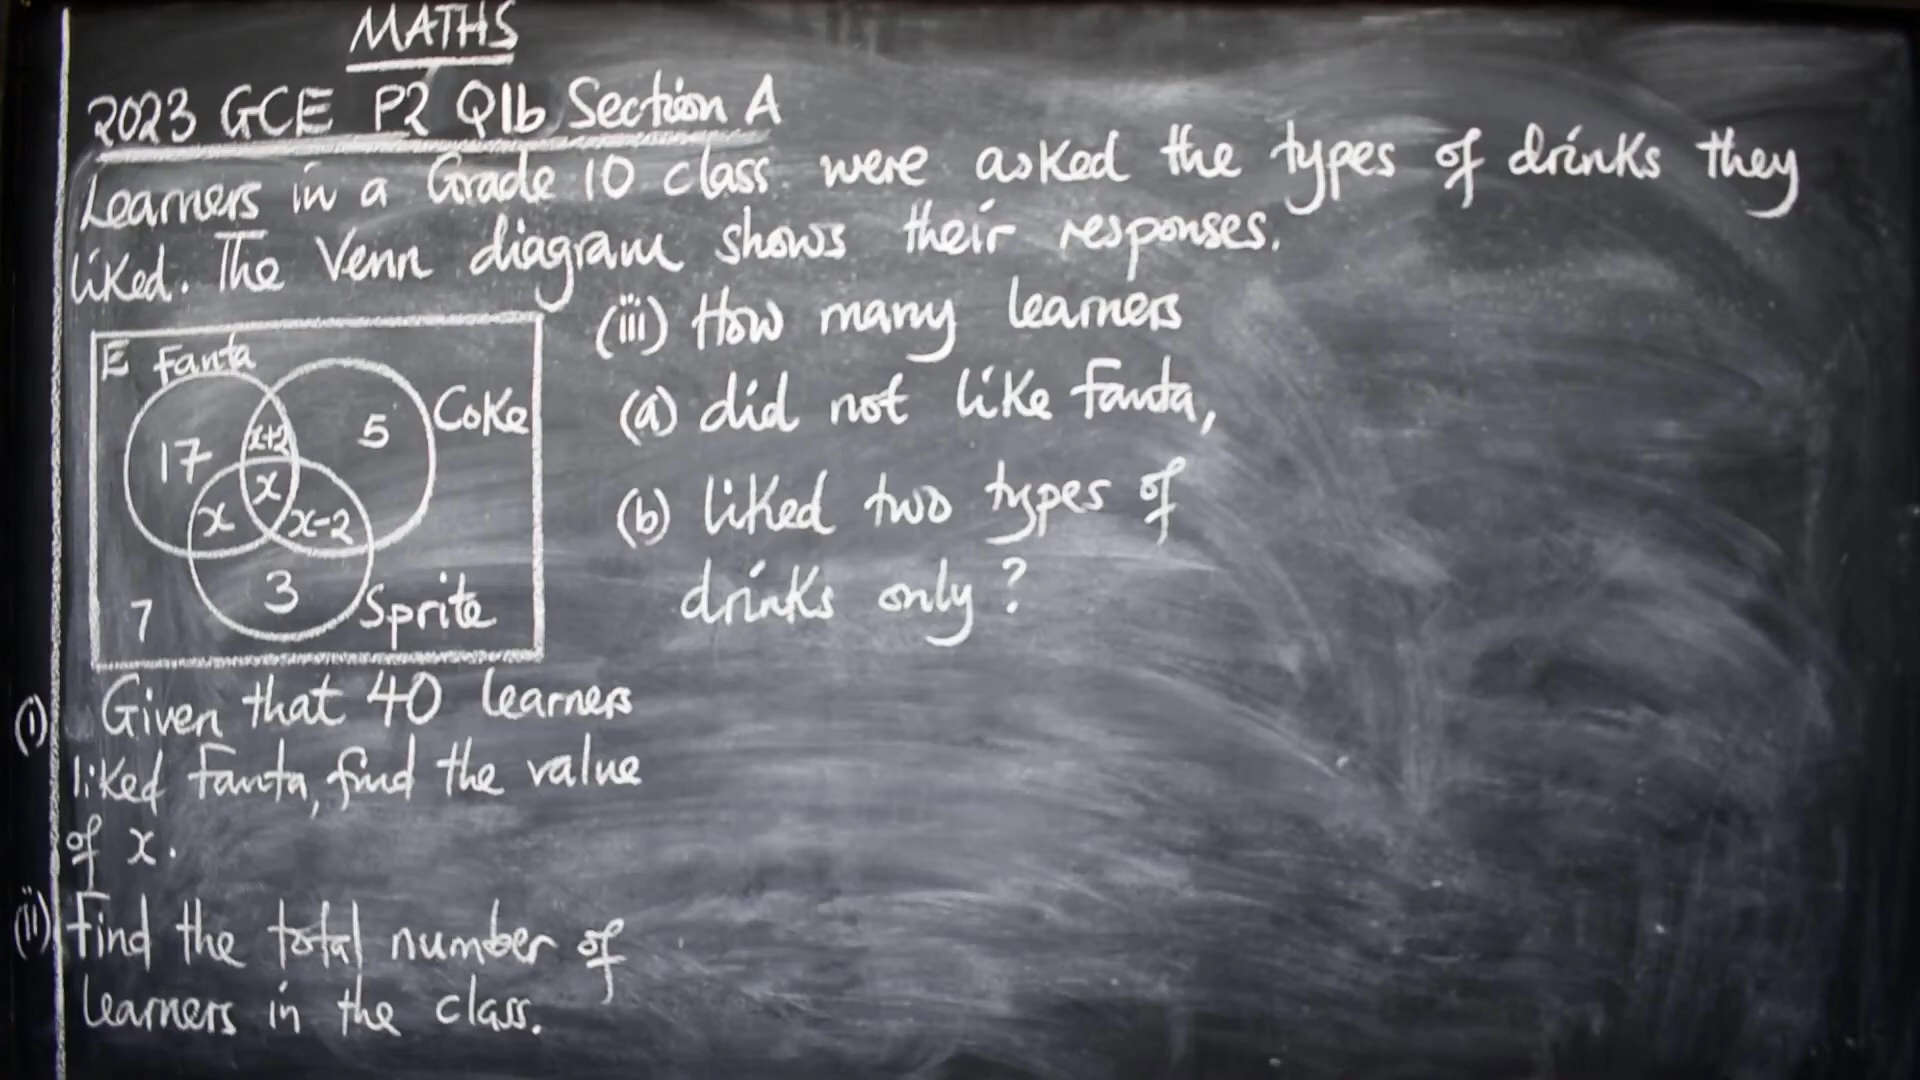 MATHS
2023 GCE P2 Q1b Section A
Learners in a Grade 10 class were asked the types of drinks they
liked. The Venn diagram shows their responses.
E Fanta
Coke
17
x+2
5
x
x
x-2
3
7
Sprite
(i) Given that 40 learners
liked Fanta, find the value
of x.
(ii) Find the total number of
learners in the class.
(iii) How many learners
(a) did not like Fanta,
(b) liked two types of
drinks only?